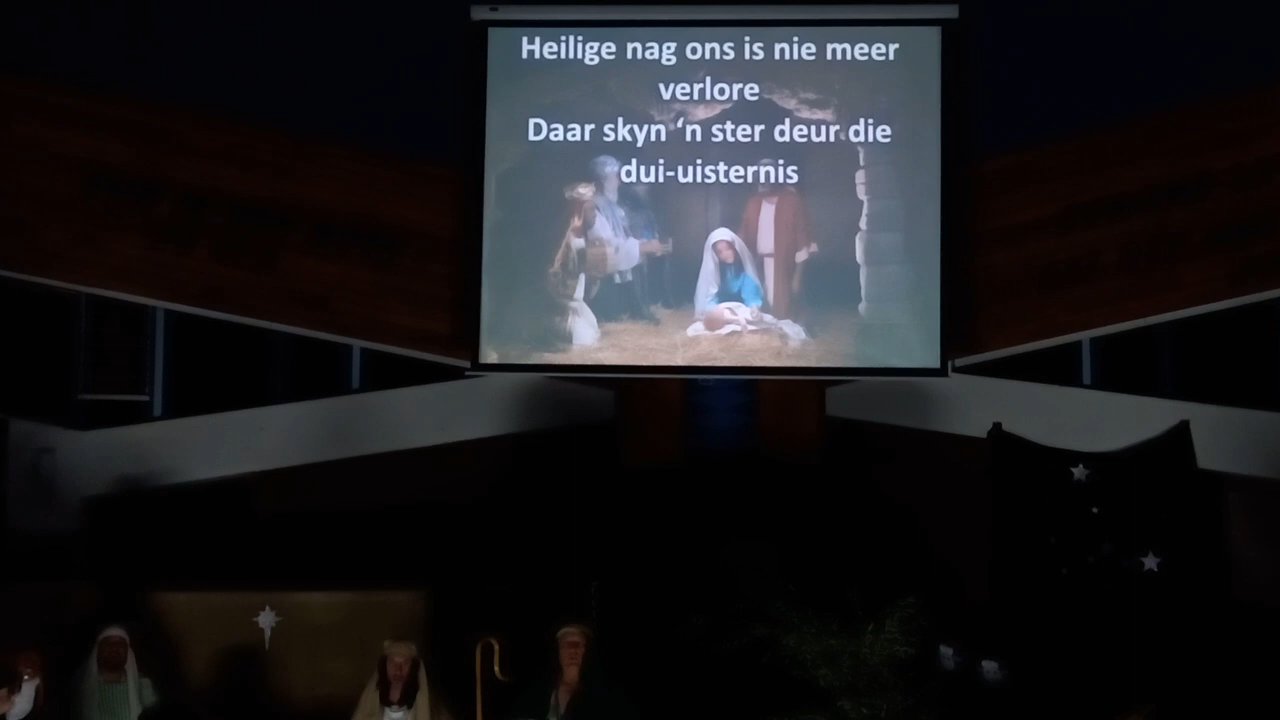 Heilige nag ons is nie meer
verlore
Daar skyn ‘n ster deur die
dui-uisternis